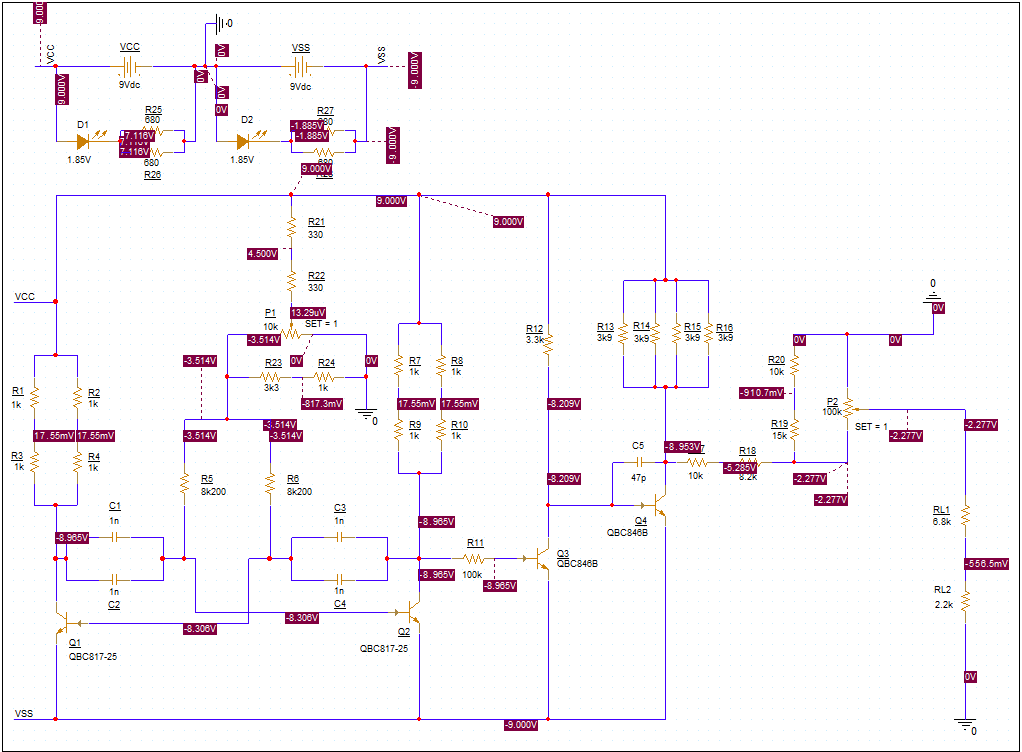 9.000V
0
VCC
VCC
VSS
VSS
0V
0V
9.000V
9Vdc
9Vdc
-9.000V
0V
0V
D1
R25
680
D2
R27
-1.885V
-1.885V
7.116V
7.116V
1.85V
680
R26
1.85V
-9.000V
9.000V
9.000V
9.000V
R21
330
4.500V
R22
330
P1
10k
13.29uV
SET = 1
-3.514V
-3.514V
0V
0V
R23
3k3
R24
1k
-817.3mV
0
VCC
R1
1k
R2
1k
17.55mV
17.55mV
R3
1k
R4
1k
-3.514V
-3.514V
-3.514V
R5
8k200
R6
8k200
R7
1k
R8
1k
17.55mV
17.55mV
R9
1k
R10
1k
R12
3.3k
-8.209V
-8.209V
R13
3k9
R14
3k9
R15
3k9
R16
3k9
0
0V
0V
0V
R20
10k
-910.7mV
P2
100k
SET = 1
R19
15k
-2.277V
-2.277V
-2.277V
-2.277V
C5
47p
-8.953V
10k
R18
8.2k
-5.285V
Q4
QBC846B
C1
1n
-8.965V
1n
C2
C3
1n
1n
C4
-8.965V
-8.965V
R11
100k
-8.965V
Q3
QBC846B
-8.306V
-8.306V
Q1
QBC817-25
Q2
QBC817-25
RL1
6.8k
-556.5mV
RL2
2.2k
0V
0
VSS
-9.000V